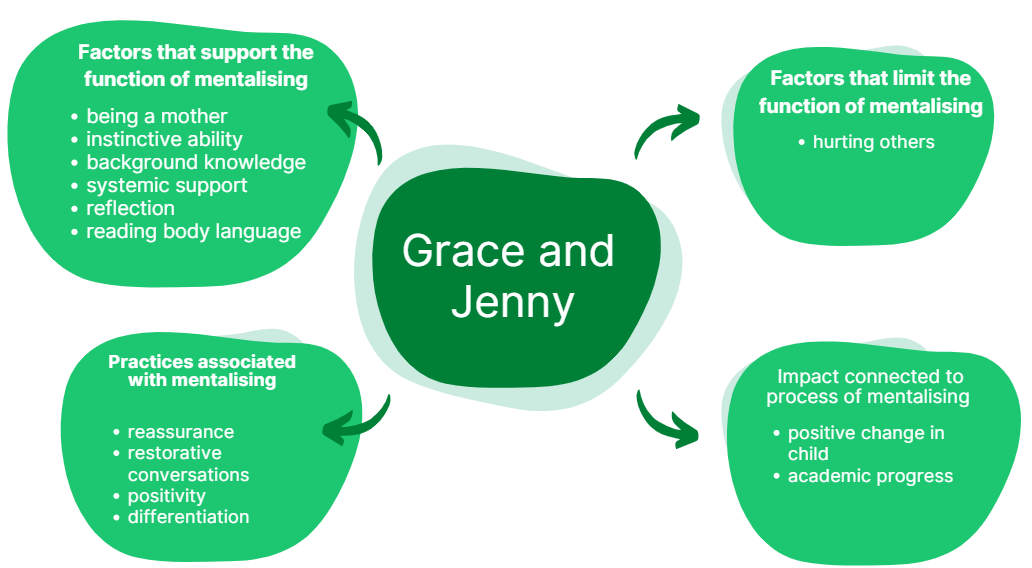 Factors that support the
function of mentalising
• being a mother
• instinctive ability
• background knowledge
• systemic support
• reflection
• reading body language
Factors that limit the
function of mentalising
• hurting others
Grace and
Jenny
Practices associated
with mentalising
• reassurance
• restorative
conversations
• positivity
• differentiation
Impact connected to
process of mentalising
• positive change in
child
• academic progress